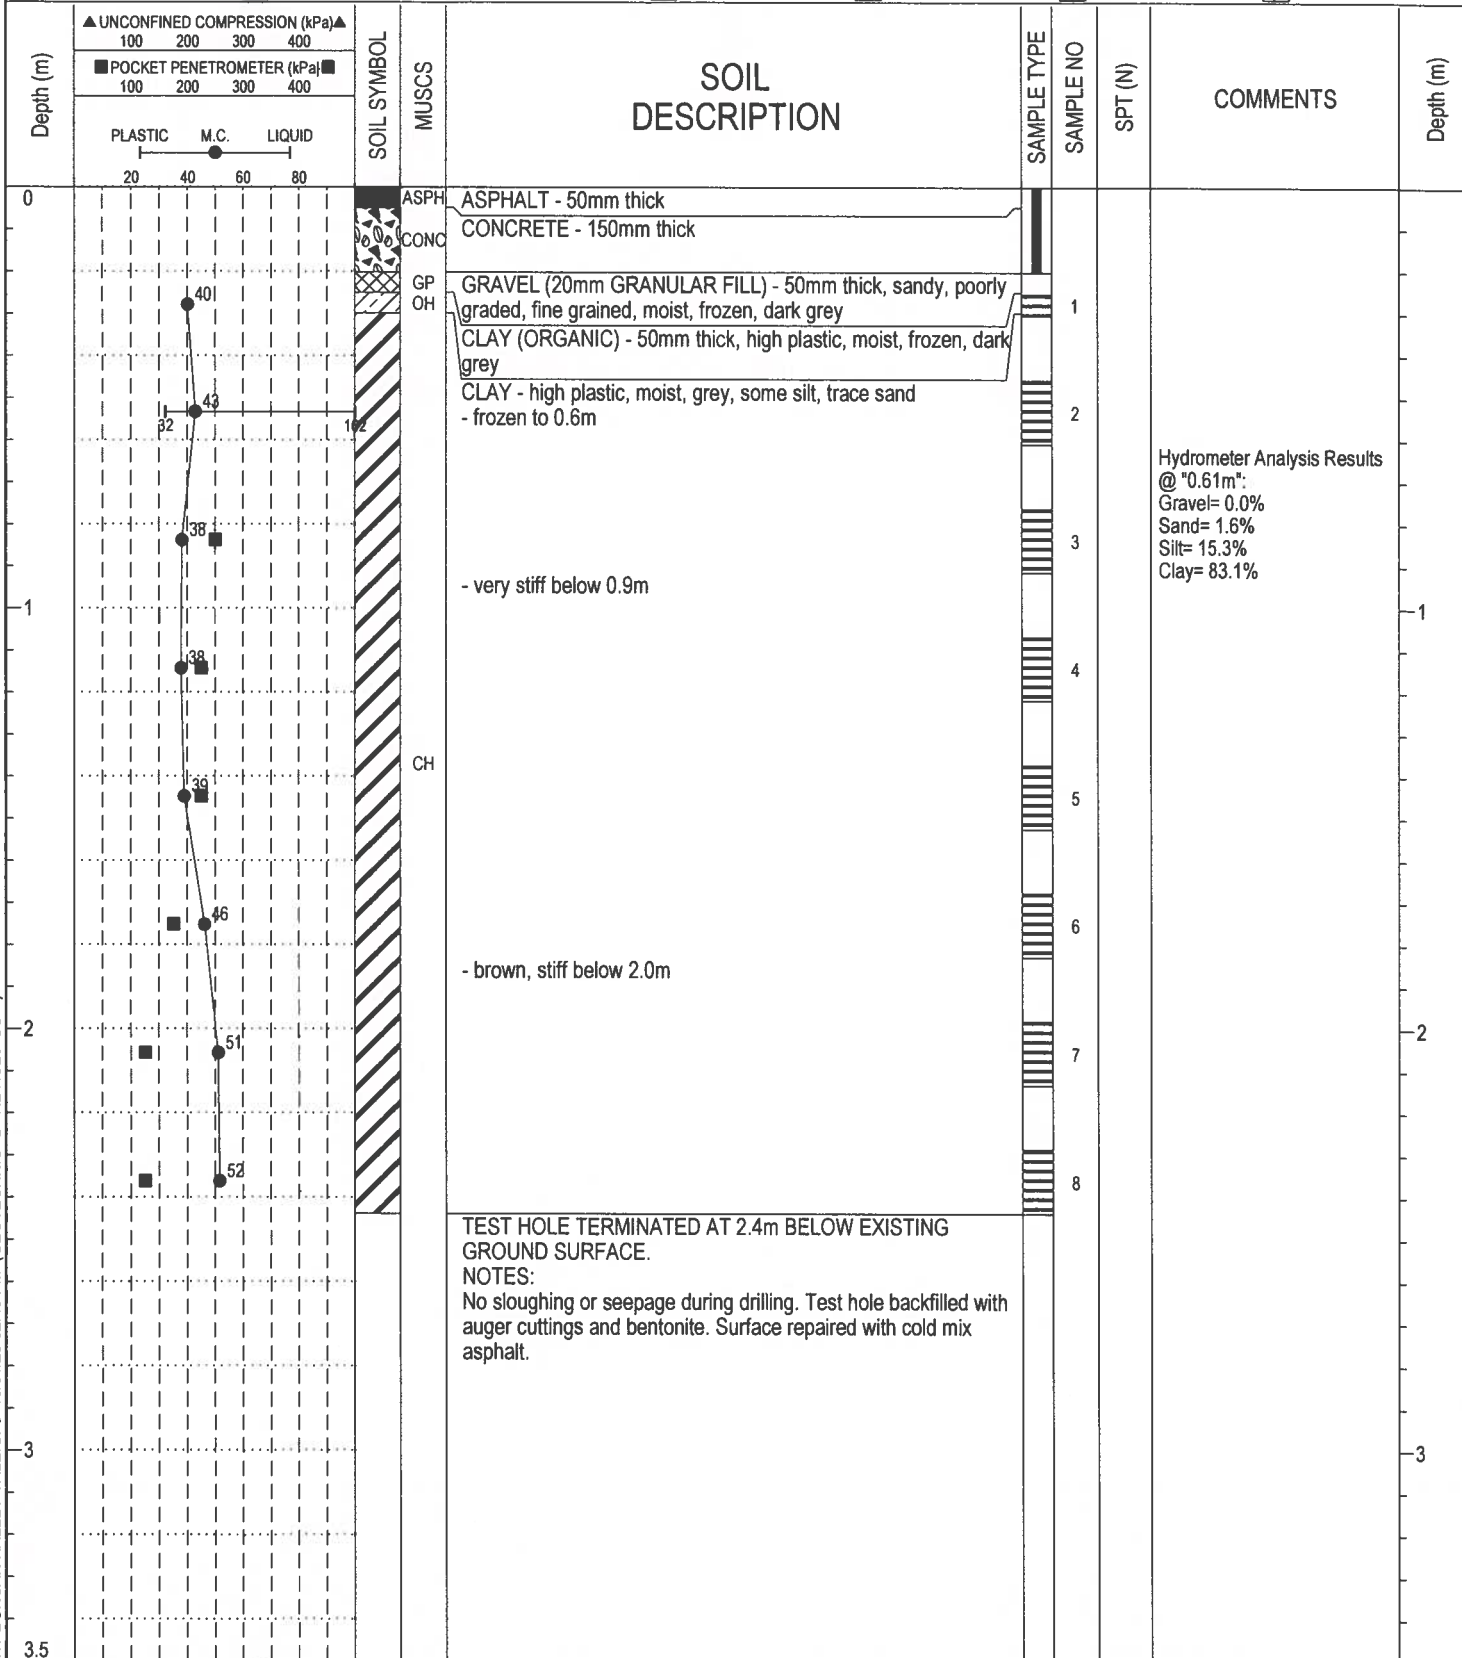 ▲ UNCONFINED COMPRESSION (kPa) ▲
100 200 300 400
■ POCKET PENETROMETER (kPa) ■
100 200 300 400
PLASTIC M.C. LIQUID
20 40 60 80
Depth (m)
SOIL SYMBOL
MUSCS
SOIL
DESCRIPTION
SAMPLE TYPE
SAMPLE NO
SPT (N)
COMMENTS
Depth (m)
0
ASPH
ASPHALT - 50mm thick
CONC
CONCRETE - 150mm thick
GP
GRAVEL (20mm GRANULAR FILL) - 50mm thick, sandy, poorly
graded, fine grained, moist, frozen, dark grey
40
OH
1
CLAY (ORGANIC) - 50mm thick, high plastic, moist, frozen, dark
grey
CLAY - high plastic, moist, grey, some silt, trace sand
- frozen to 0.6m
43
32
102
2
Hydrometer Analysis Results
@ "0.61m":
Gravel= 0.0%
Sand= 1.6%
Silt= 15.3%
Clay= 83.1%
38
3
- very stiff below 0.9m
1
1
38
4
CH
39
5
46
6
- brown, stiff below 2.0m
2
2
51
7
52
8
TEST HOLE TERMINATED AT 2.4m BELOW EXISTING
GROUND SURFACE.
NOTES:
No sloughing or seepage during drilling. Test hole backfilled with
auger cuttings and bentonite. Surface repaired with cold mix
asphalt.
3
3
3.5